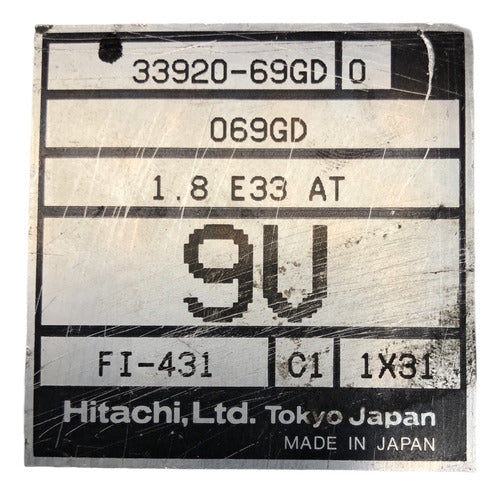 33920-69GD 0
069GD
1.8 E33 AT
9V
FI-431 C1 1X31
Hitachi,Ltd. Tokyo Japan
MADE IN JAPAN